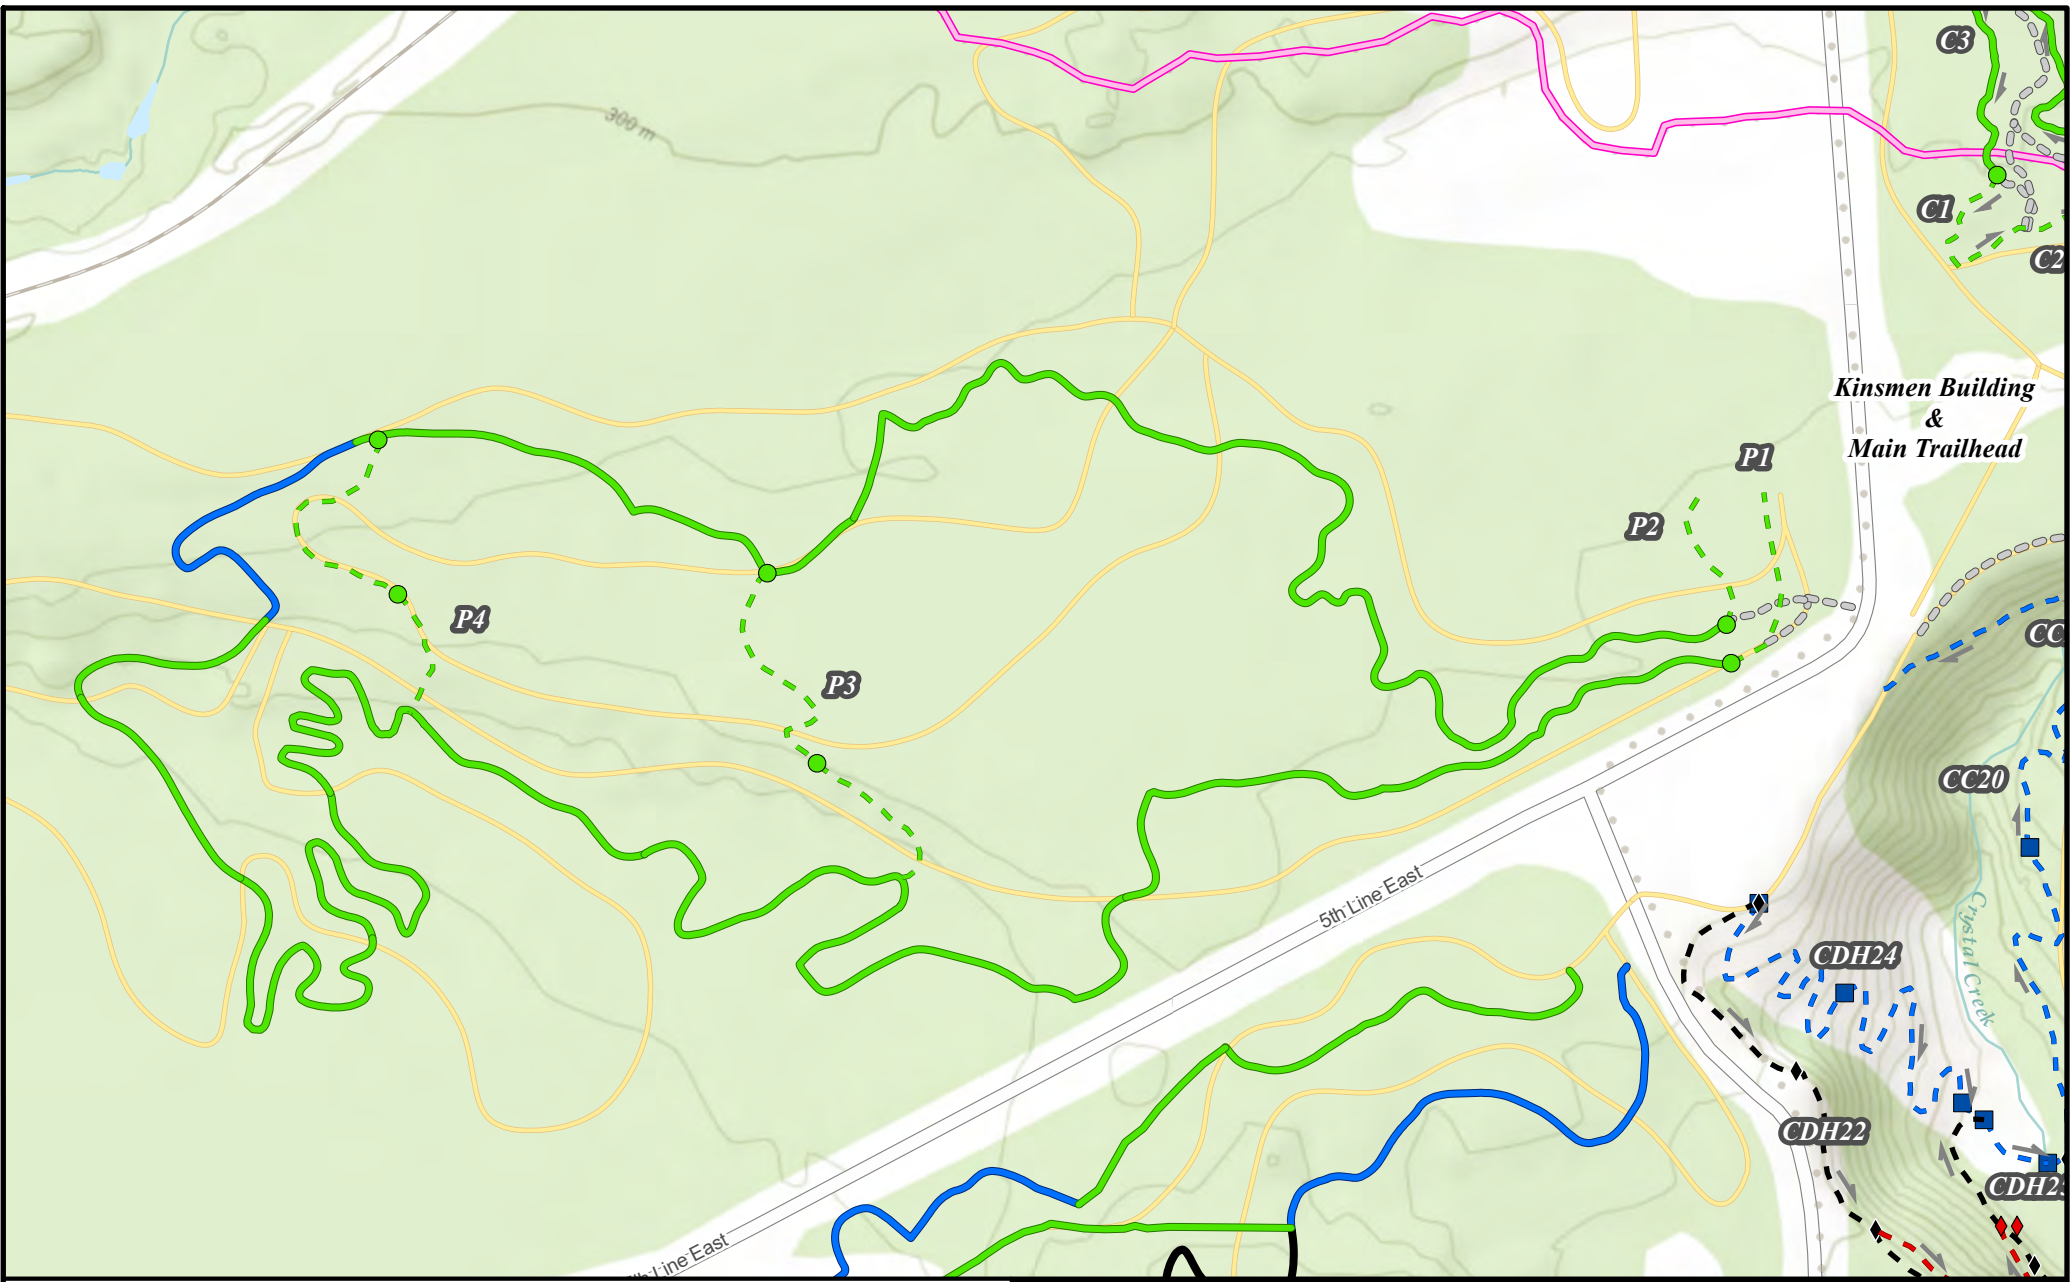 C3
300 m
C1
C2
Kinsmen Building
&
Main Trailhead
P1
P2
P4
P3
CC20
5th Line East
Crystal Creek
CDH24
CDH22
Line East